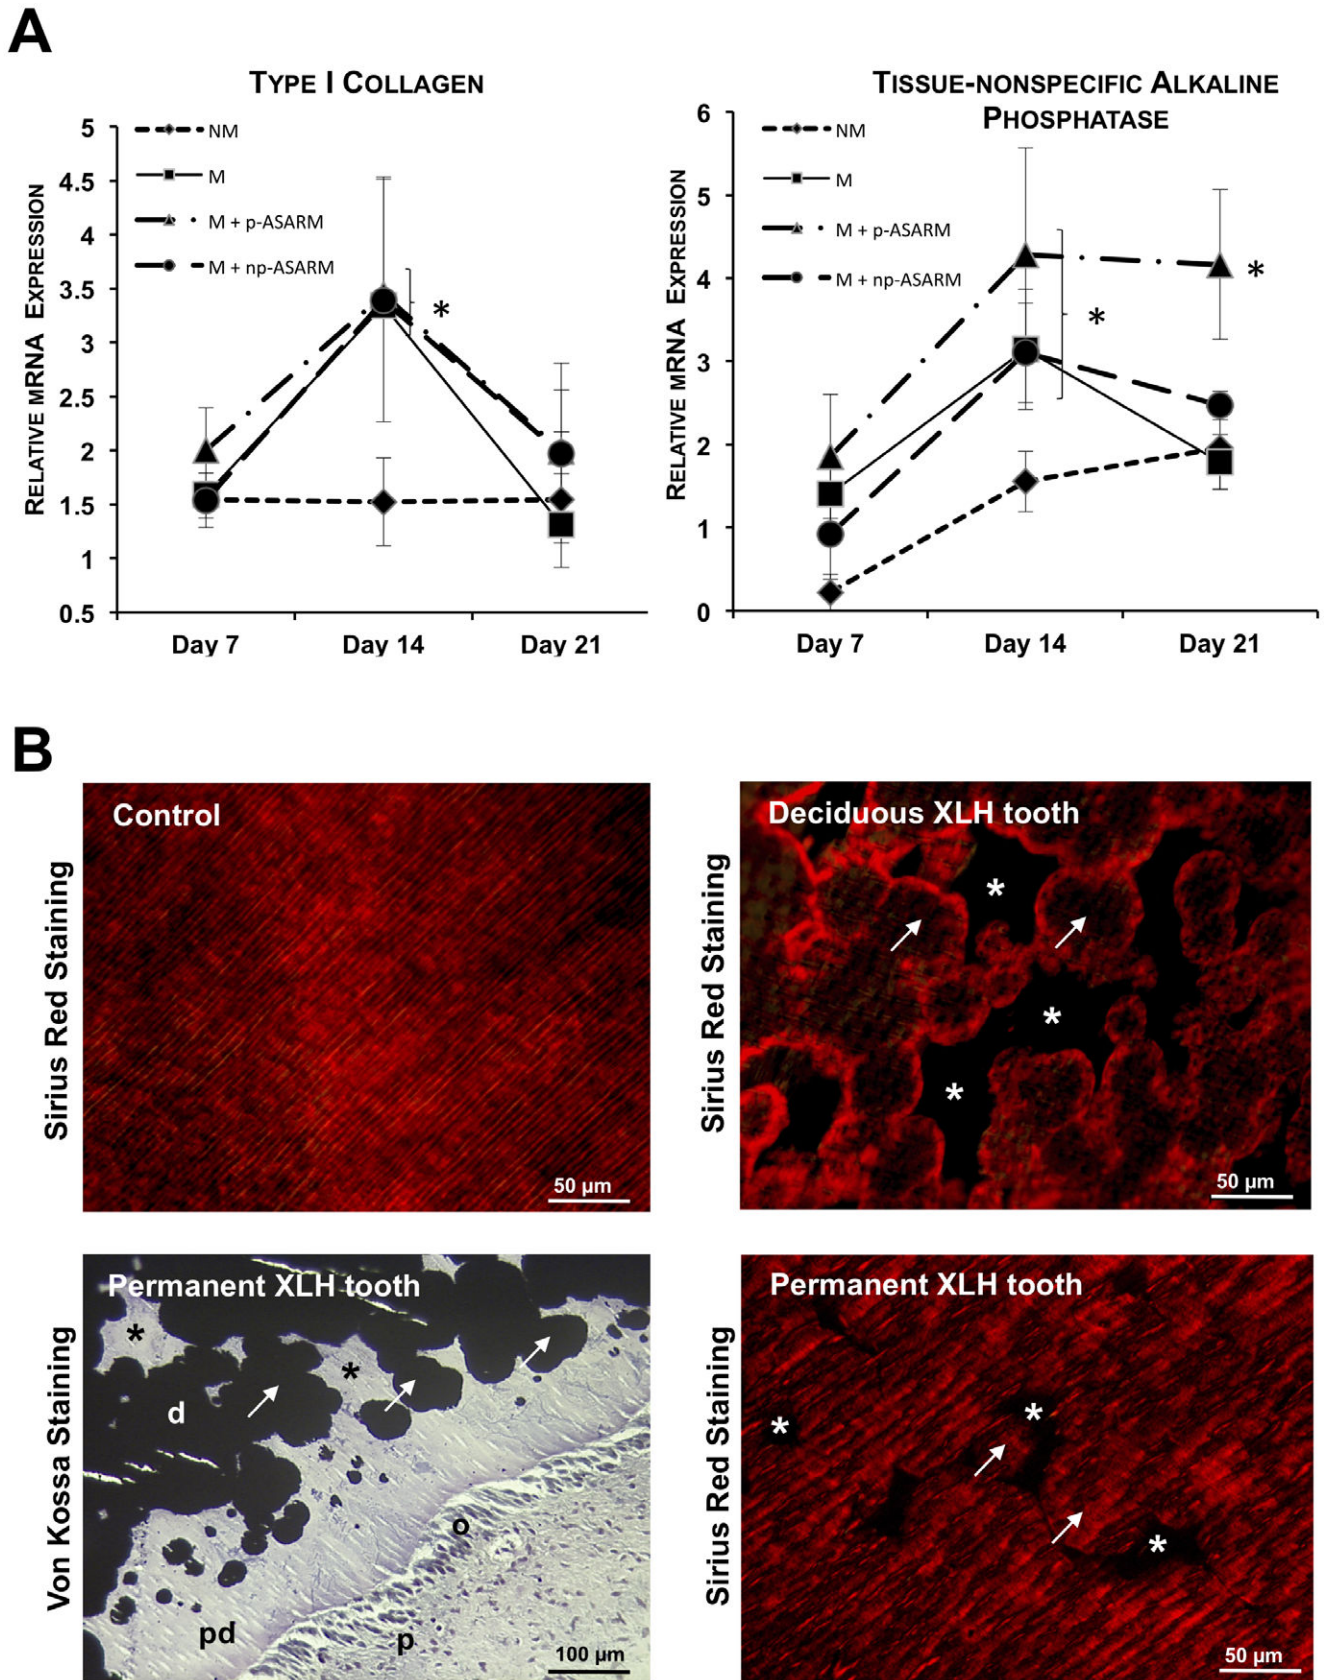 A
TYPE I COLLAGEN
RELATIVE MRNA EXPRESSION
5
4.5
4
3.5
3
2.5
2
1.5
1
0.5
NM
M
M + p-ASARM
M + np-ASARM
*
Day 7 Day 14 Day 21
TISSUE-NONSPECIFIC ALKALINE
PHOSPHATASE
RELATIVE MRNA EXPRESSION
6
5
4
3
2
1
0
NM
M
M + p-ASARM
M + np-ASARM
*
*
Day 7 Day 14 Day 21
B
Sirius Red Staining
Control
50 µm
Sirius Red Staining
Deciduous XLH tooth
*
*
*
50 µm
Von Kossa Staining
Permanent XLH tooth
*
*
d
o
pd
p
100 µm
Sirius Red Staining
Permanent XLH tooth
*
*
*
50 µm